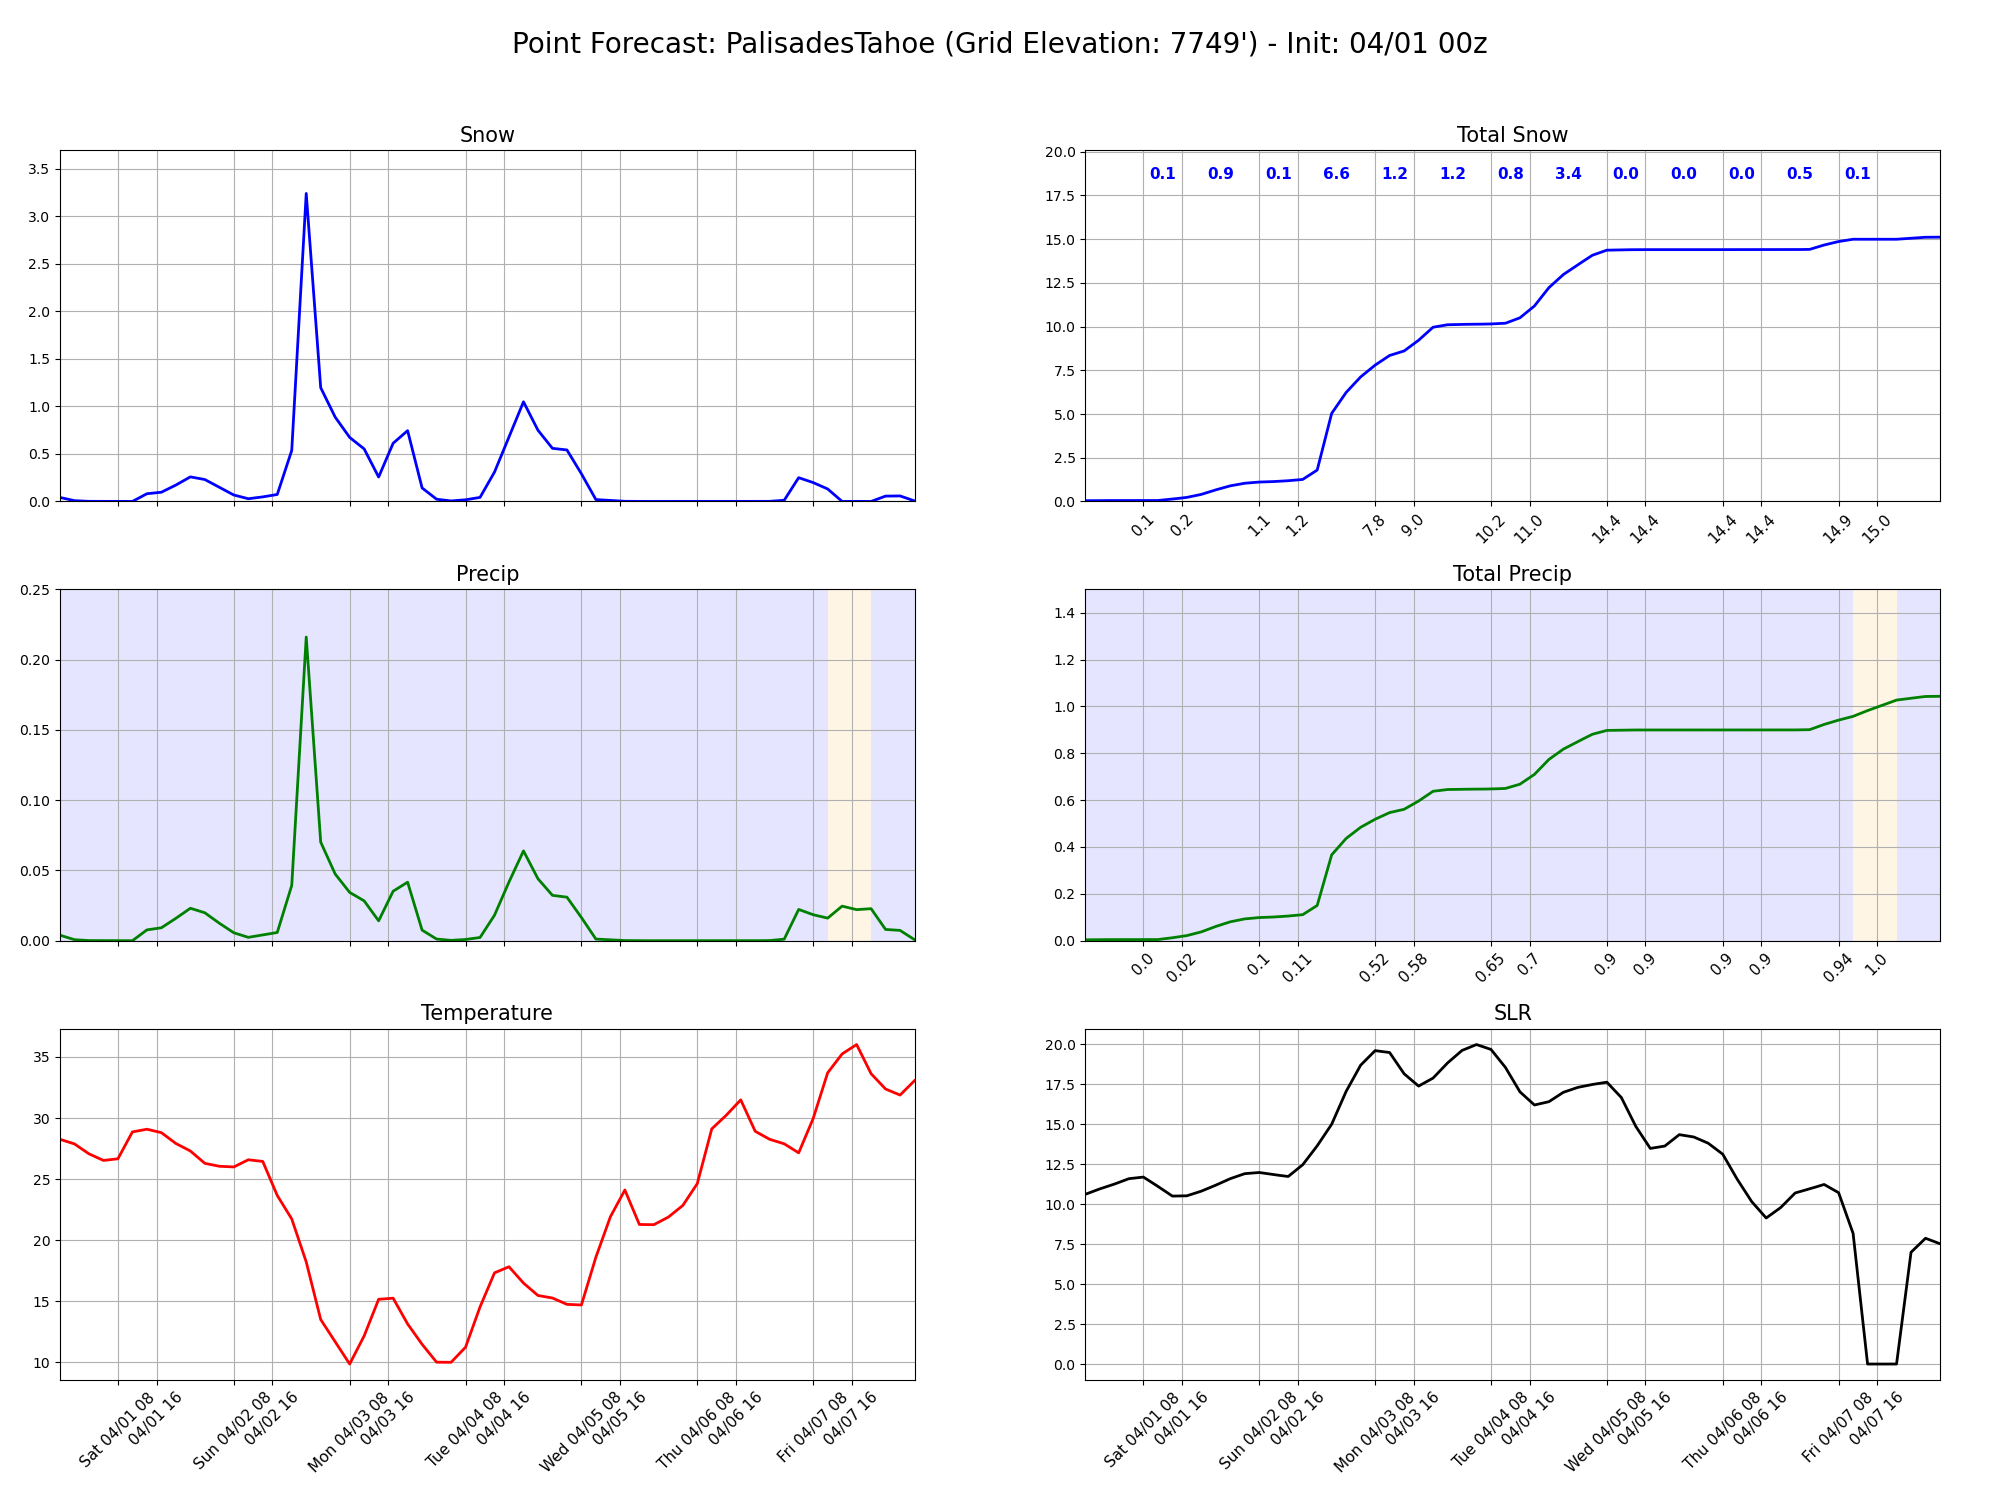 Point Forecast: PalisadesTahoe (Grid Elevation: 7749') - Init: 04/01 00z
Snow
3.5
3.0
2.5
2.0
1.5
1.0
0.5
0.0
Total Snow
20.0
17.5
15.0
12.5
10.0
7.5
5.0
2.5
0.0
0.1 0.9 0.1 6.6 1.2 1.2 0.8 3.4 0.0 0.0 0.0 0.5 0.1
0.1 0.2 1.1 1.2 7.8 9.0 10.2 11.0 14.4 14.4 14.4 14.4 14.9 15.0
Precip
0.25
0.20
0.15
0.10
0.05
0.00
Total Precip
1.4
1.2
1.0
0.8
0.6
0.4
0.2
0.0
0.0 0.02 0.1 0.11 0.52 0.58 0.65 0.7 0.9 0.9 0.9 0.9 0.94 1.0
Temperature
35
30
25
20
15
10
Sat 04/01 08
04/01 16
Sun 04/02 08
04/02 16
Mon 04/03 08
04/03 16
Tue 04/04 08
04/04 16
Wed 04/05 08
04/05 16
Thu 04/06 08
04/06 16
Fri 04/07 08
04/07 16
SLR
20.0
17.5
15.0
12.5
10.0
7.5
5.0
2.5
0.0
Sat 04/01 08
04/01 16
Sun 04/02 08
04/02 16
Mon 04/03 08
04/03 16
Tue 04/04 08
04/04 16
Wed 04/05 08
04/05 16
Thu 04/06 08
04/06 16
Fri 04/07 08
04/07 16